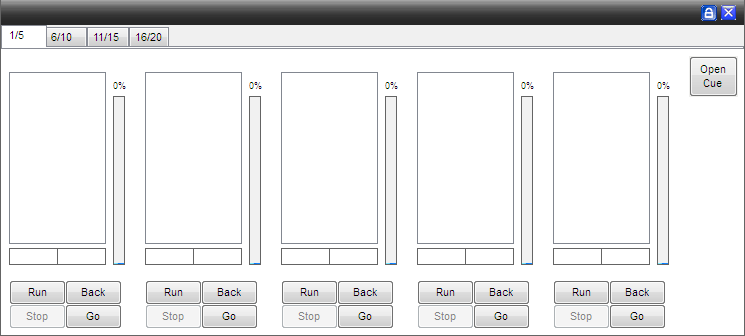 1/5 6/10 11/15 16/20
Open
Cue
0% 0% 0% 0% 0%
Run Back Run Back Run Back Run Back Run Back
Stop Go Stop Go Stop Go Stop Go Stop Go